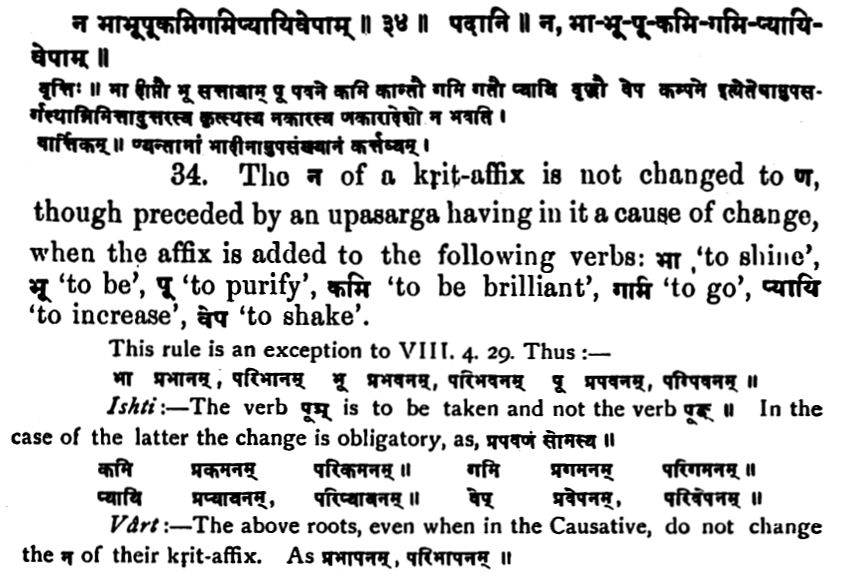 न भाभूपूकमिगमिप्यायिवेपाम् ॥ ३४ ॥ पदानि ॥ न, भा-भू-पू-कमि-गमि-प्यायि-
वेपाम् ॥
वृत्तिः ॥ भा दीप्तौ भू सत्तायाम् पू पवने कमि कान्तौ गमि गतौ प्यायि वृद्धौ वेप कम्पने इत्येतेषामुपस-
र्गस्थान्निमित्तादुत्तरस्य कृत्स्थस्य नकारस्य णकारादेशो न भवति ।
वार्त्तिकम् ॥ ण्यन्तानां भादीनामुपसंख्यानं कर्त्तव्यम् ।
34. The न of a kṛit-affix is not changed to ण,
though preceded by an upasarga having in it a cause of change,
when the affix is added to the following verbs: भा 'to shine',
भू 'to be', पू 'to purify', कमि 'to be brilliant', गमि 'to go', प्यायि
'to increase', वेप 'to shake'.
This rule is an exception to VIII. 4. 29. Thus :—
भा प्रभानम्, परिभानम् भू प्रभवनम्, परिभवनम् पू प्रपवनम्, परिपवनम् ॥
Ishti :—The verb पूञ् is to be taken and not the verb पूङ् ॥ In the
case of the latter the change is obligatory, as, प्रपवणं सोमस्य ॥
कमि प्रकमनम् परिकमनम् ॥ गमि प्रगमनम् परिगमनम् ॥
प्यायि प्रप्यायनम्, परिप्यायनम् ॥ वेप् प्रवेपनम्, परिवेपनम् ॥
Vârt :—The above roots, even when in the Causative, do not change
the न of their kṛit-affix. As प्रभापनम्, परिभापनम् ॥